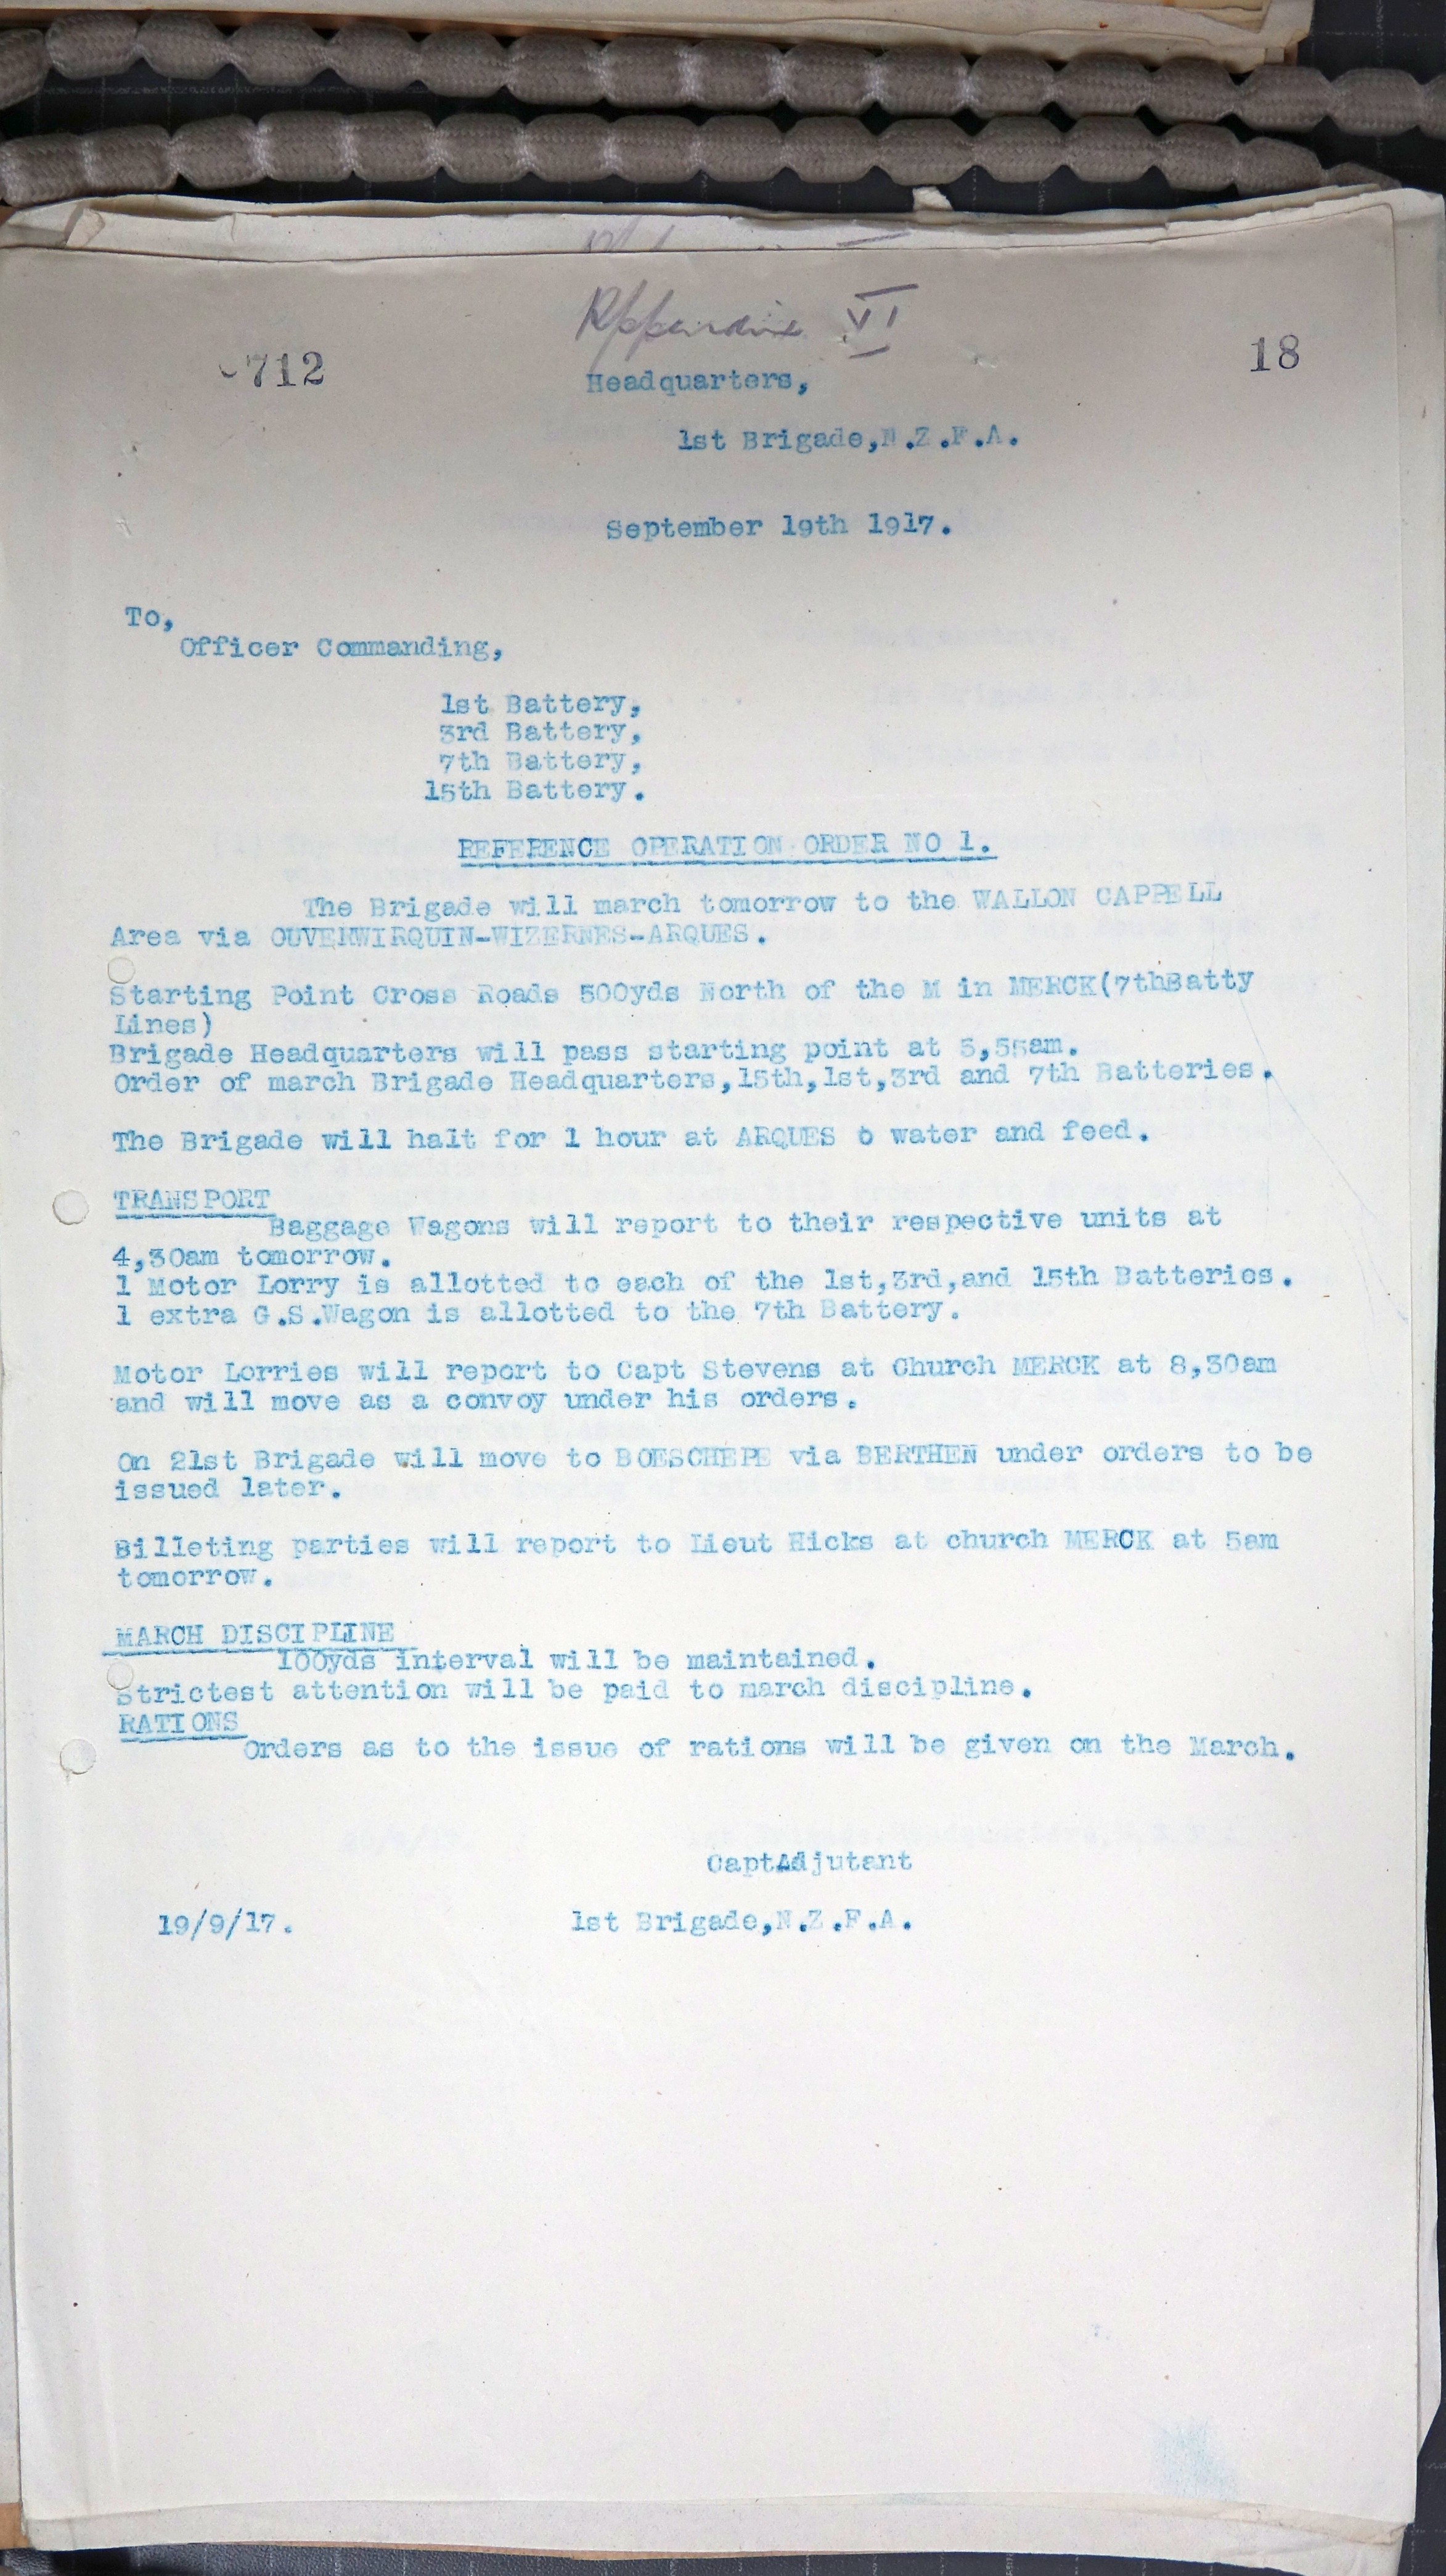 Appendix VI
712
18
Headquarters,
1st Brigade,N.Z.F.A.
September 19th 1917.
To,
Officer Commanding,
1st Battery,
3rd Battery,
7th Battery,
15th Battery.
REFERENCE OPERATION ORDER NO 1.
The Brigade will march tomorrow to the WALLON CAPPELL
Area via OUVERWIRQUIN-WIZERNES-ARQUES.
Starting Point Cross Roads 500yds North of the M in MERCK(7thBatty
Lines)
Brigade Headquarters will pass starting point at 5,55am.
Order of march Brigade Headquarters,15th,1st,3rd and 7th Batteries.
The Brigade will halt for 1 hour at ARQUES water and feed.
TRANSPORT
Baggage Wagons will report to their respective units at
4,30am tomorrow.
1 Motor Lorry is allotted to each of the 1st,3rd,and 15th Batteries.
1 extra G.S.Wagon is allotted to the 7th Battery.
Motor Lorries will report to Capt Stevens at Church MERCK at 8,30am
and will move as a convoy under his orders.
On 21st Brigade will move to BOESCHEPE via BERTHEN under orders to be
issued later.
Billeting parties will report to Lieut Hicks at church MERCK at 5am
tomorrow.
MARCH DISCIPLINE
100yds interval will be maintained.
Strictest attention will be paid to march discipline.
RATIONS
Orders as to the issue of rations will be given on the March.
CaptAdjutant
19/9/17.
1st Brigade,N.Z.F.A.